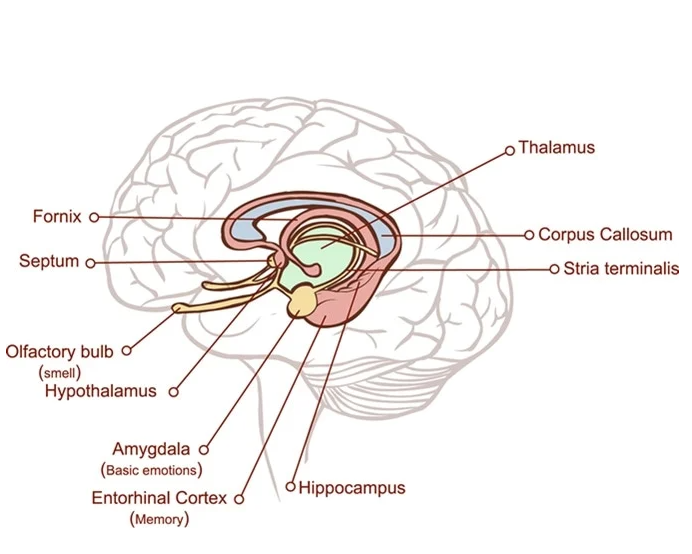 Thalamus
Fornix
Corpus Callosum
Septum
Stria terminalis
Olfactory bulb
(smell)
Hypothalamus
Amygdala
(Basic emotions)
Hippocampus
Entorhinal Cortex
(Memory)